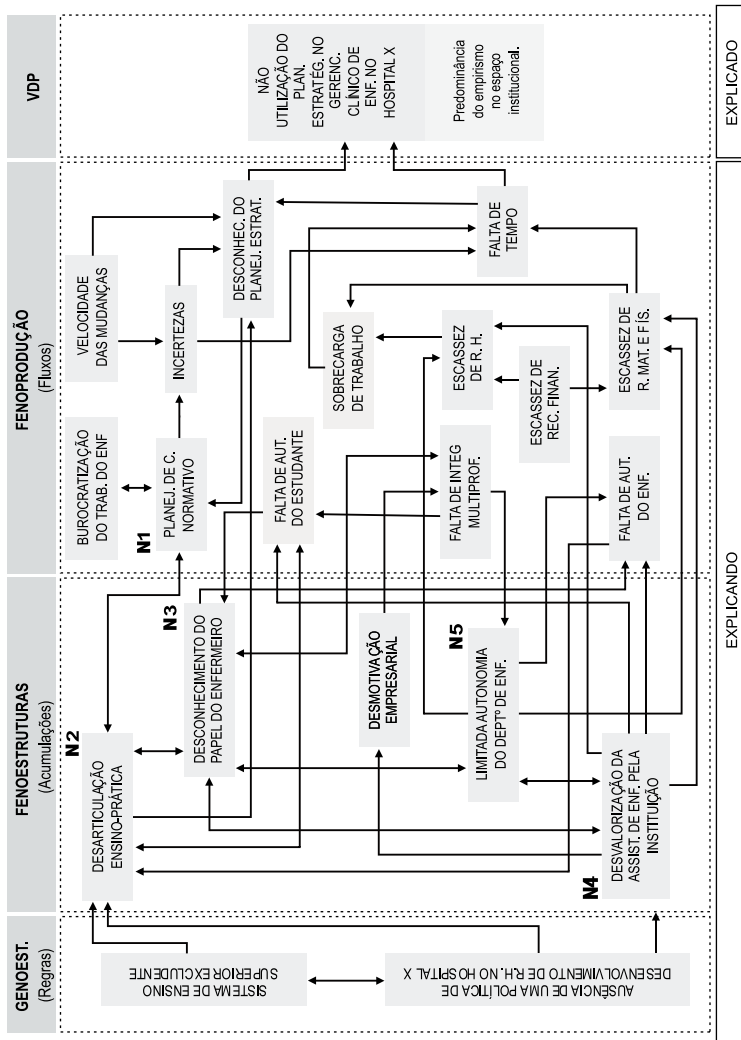 GENOEST.
(Regras)
FENOESTRUTURAS
(Acumulações)
FENOPRODUÇÃO
(Fluxos)
VDP
SISTEMA DE ENSINO
SUPERIOR EXCLUDENTE
AUSÊNCIA DE UMA POLÍTICA DE
DESENVOLVIMENTO DE R.H. NO HOSPITAL X
N2
DESARTICULAÇÃO
ENSINO-PRÁTICA
N3
DESCONHECIMENTO DO
PAPEL DO ENFERMEIRO
DESMOTIVAÇÃO
EMPRESARIAL
N5
LIMITADA AUTONOMIA
DO DEPTº DE ENF.
N4
DESVALORIZAÇÃO DA
ASSIST. DE ENF. PELA
INSTITUIÇÃO
BUROCRATIZAÇÃO
DO TRAB. DO ENF
N1
PLANEJ. DE C.
NORMATIVO
FALTA DE AUT.
DO ESTUDANTE
FALTA DE INTEG
MULTIPROF.
FALTA DE AUT.
DO ENF.
VELOCIDADE
DAS MUDANÇAS
INCERTEZAS
DESCONHEC. DO
PLANEJ. ESTRAT.
SOBRECARGA
DE TRABALHO
ESCASSEZ
DE R. H.
ESCASSEZ DE
REC. FINAN.
ESCASSEZ DE
R. MAT. E FÍS.
FALTA DE
TEMPO
NÃO
UTILIZAÇÃO DO
PLAN.
ESTRATÉG. NO
GERENC.
CLÍNICO DE
ENF. NO
HOSPITAL X
Predominância
do empirismo
no espaço
institucional.
EXPLICANDO
EXPLICADO